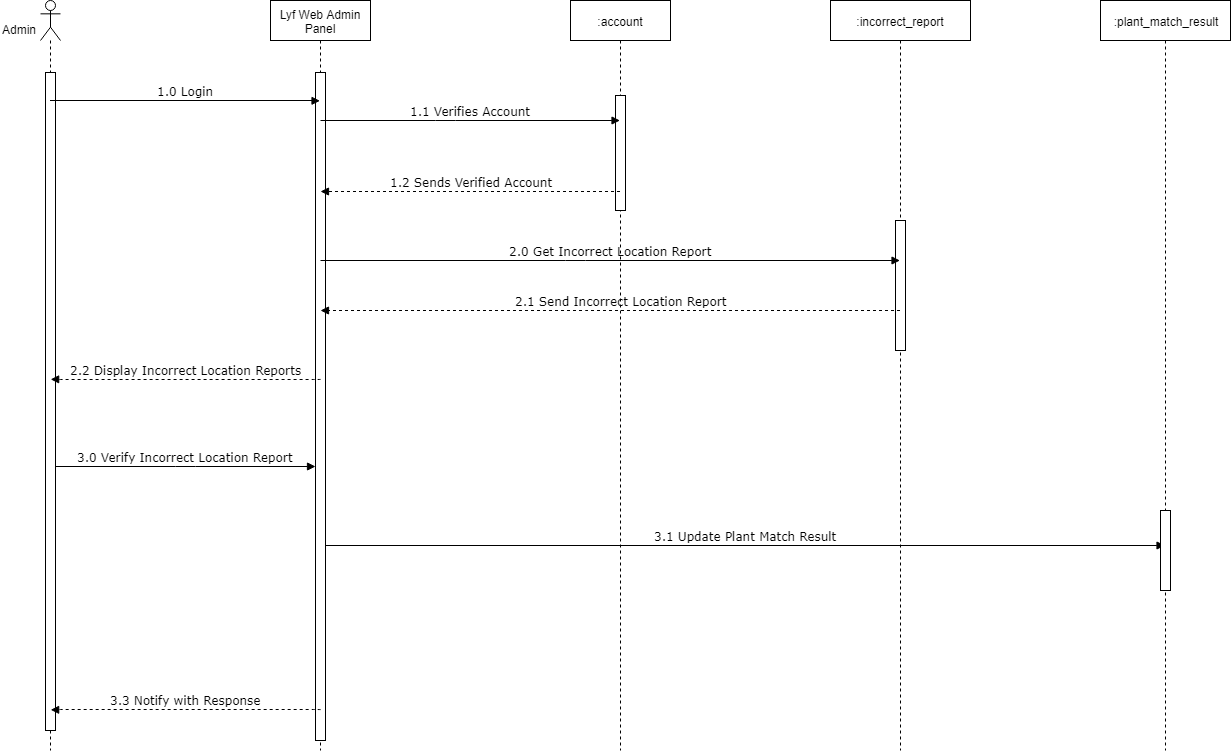 Admin
Lyf Web Admin
Panel
:account
:incorrect_report
:plant_match_result
1.0 Login
1.1 Verifies Account
1.2 Sends Verified Account
2.0 Get Incorrect Location Report
2.1 Send Incorrect Location Report
2.2 Display Incorrect Location Reports
3.0 Verify Incorrect Location Report
3.1 Update Plant Match Result
3.3 Notify with Response